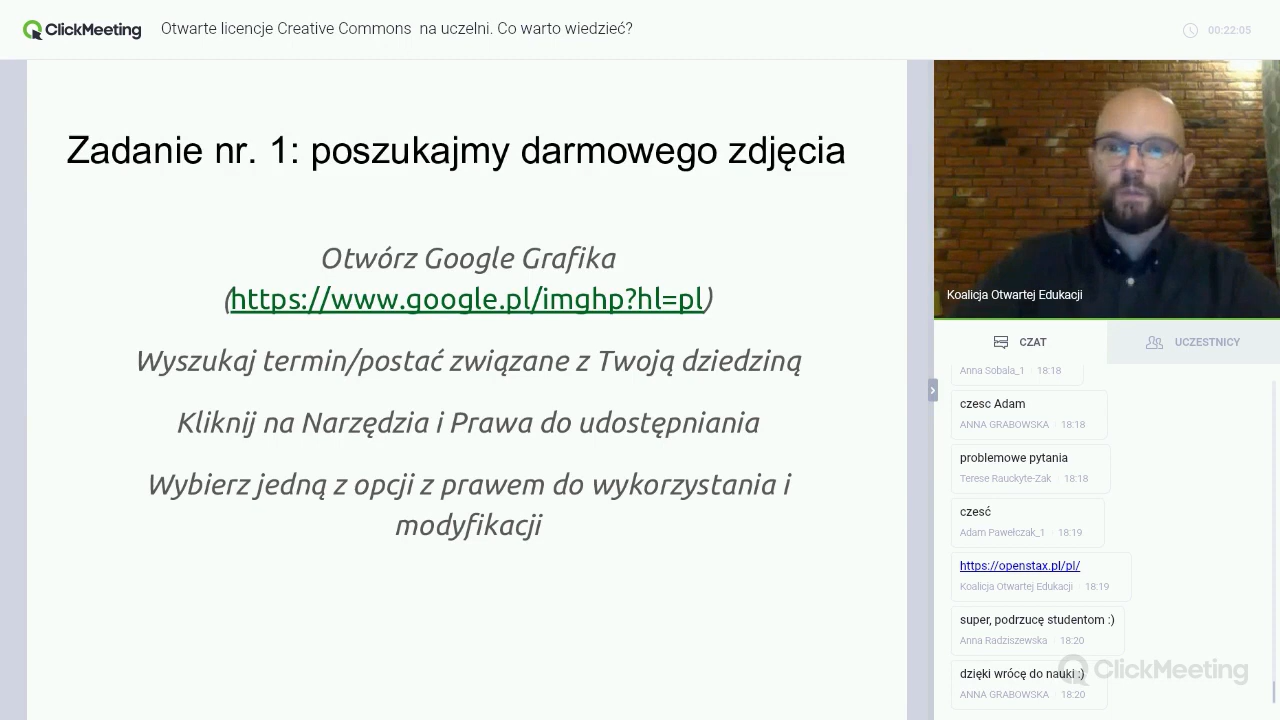 ClickMeeting
Otwarte licencje Creative Commons na uczelni. Co warto wiedzieć?
00:22:05
Zadanie nr. 1: poszukajmy darmowego zdjęcia
Otwórz Google Grafika
(https://www.google.pl/imghp?hl=pl)
Wyszukaj termin/postać związane z Twoją dziedziną
Kliknij na Narzędzia i Prawa do udostępniania
Wybierz jedną z opcji z prawem do wykorzystania i
modyfikacji
Koalicja Otwartej Edukacji
CZAT
UCZESTNICY
Anna Sobala_1 18:18
czesc Adam
ANNA GRABOWSKA 18:18
problemowe pytania
Terese Rauckyte-Zak 18:18
cześć
Adam Pawełczak_1 18:19
https://openstax.pl/pl/
Koalicja Otwartej Edukacji 18:19
super, podrzucę studentom :)
Anna Radziszewska 18:20
dzięki wrócę do nauki :)
ANNA GRABOWSKA 18:20
ClickMeeting